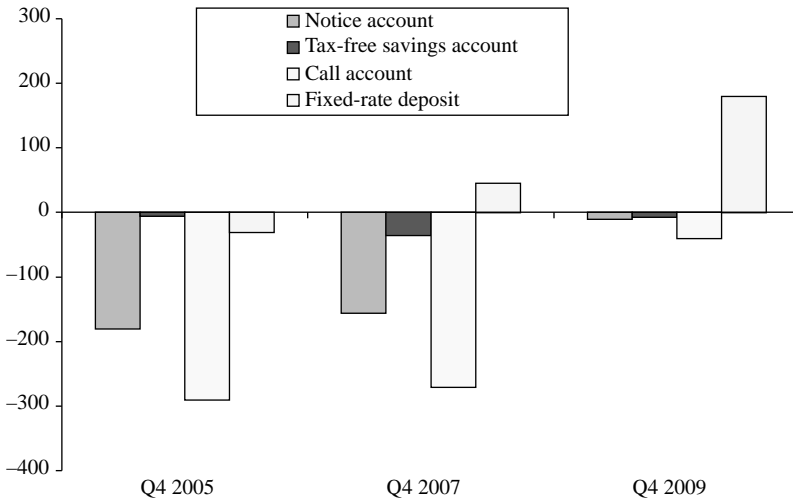 300
Notice account
Tax-free savings account
Call account
Fixed-rate deposit
200
100
0
–100
–200
–300
–400
Q4 2005 Q4 2007 Q4 2009